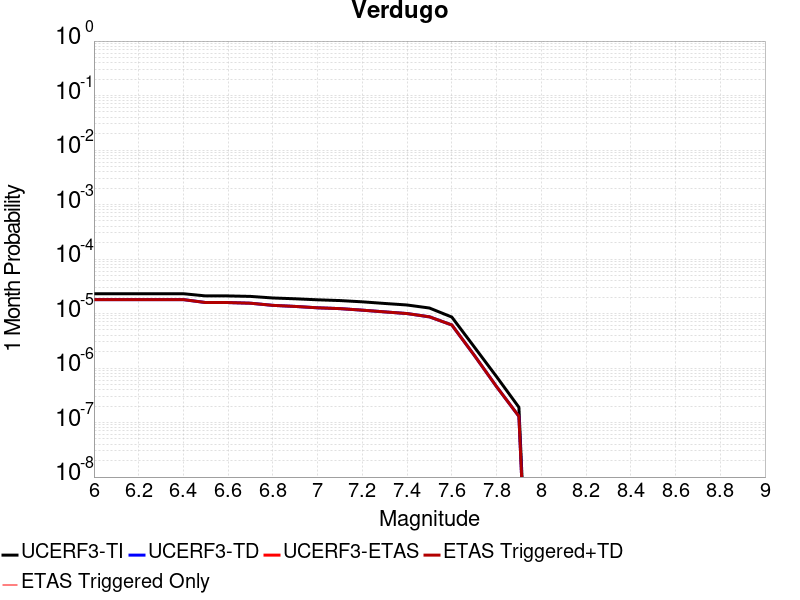 Verdugo
10^0
10^-1
10^-2
10^-3
10^-4
10^-5
10^-6
10^-7
10^-8
1 Month Probability
6 6.2 6.4 6.6 6.8 7 7.2 7.4 7.6 7.8 8 8.2 8.4 8.6 8.8 9
Magnitude
UCERF3-TI UCERF3-TD UCERF3-ETAS ETAS Triggered+TD
ETAS Triggered Only